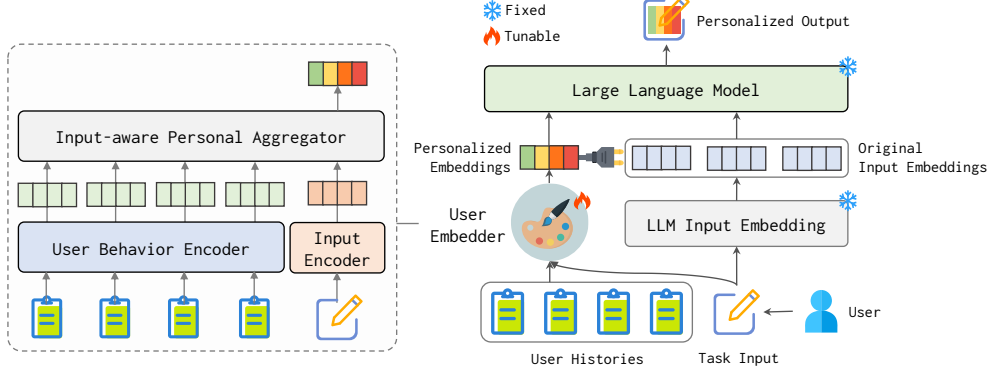 Fixed
Tunable
Personalized Output
Large Language Model
Input-aware Personal Aggregator
Personalized
Embeddings
Original
Input Embeddings
User
Embedder
LLM Input Embedding
User Behavior Encoder
Input
Encoder
User
User Histories
Task Input